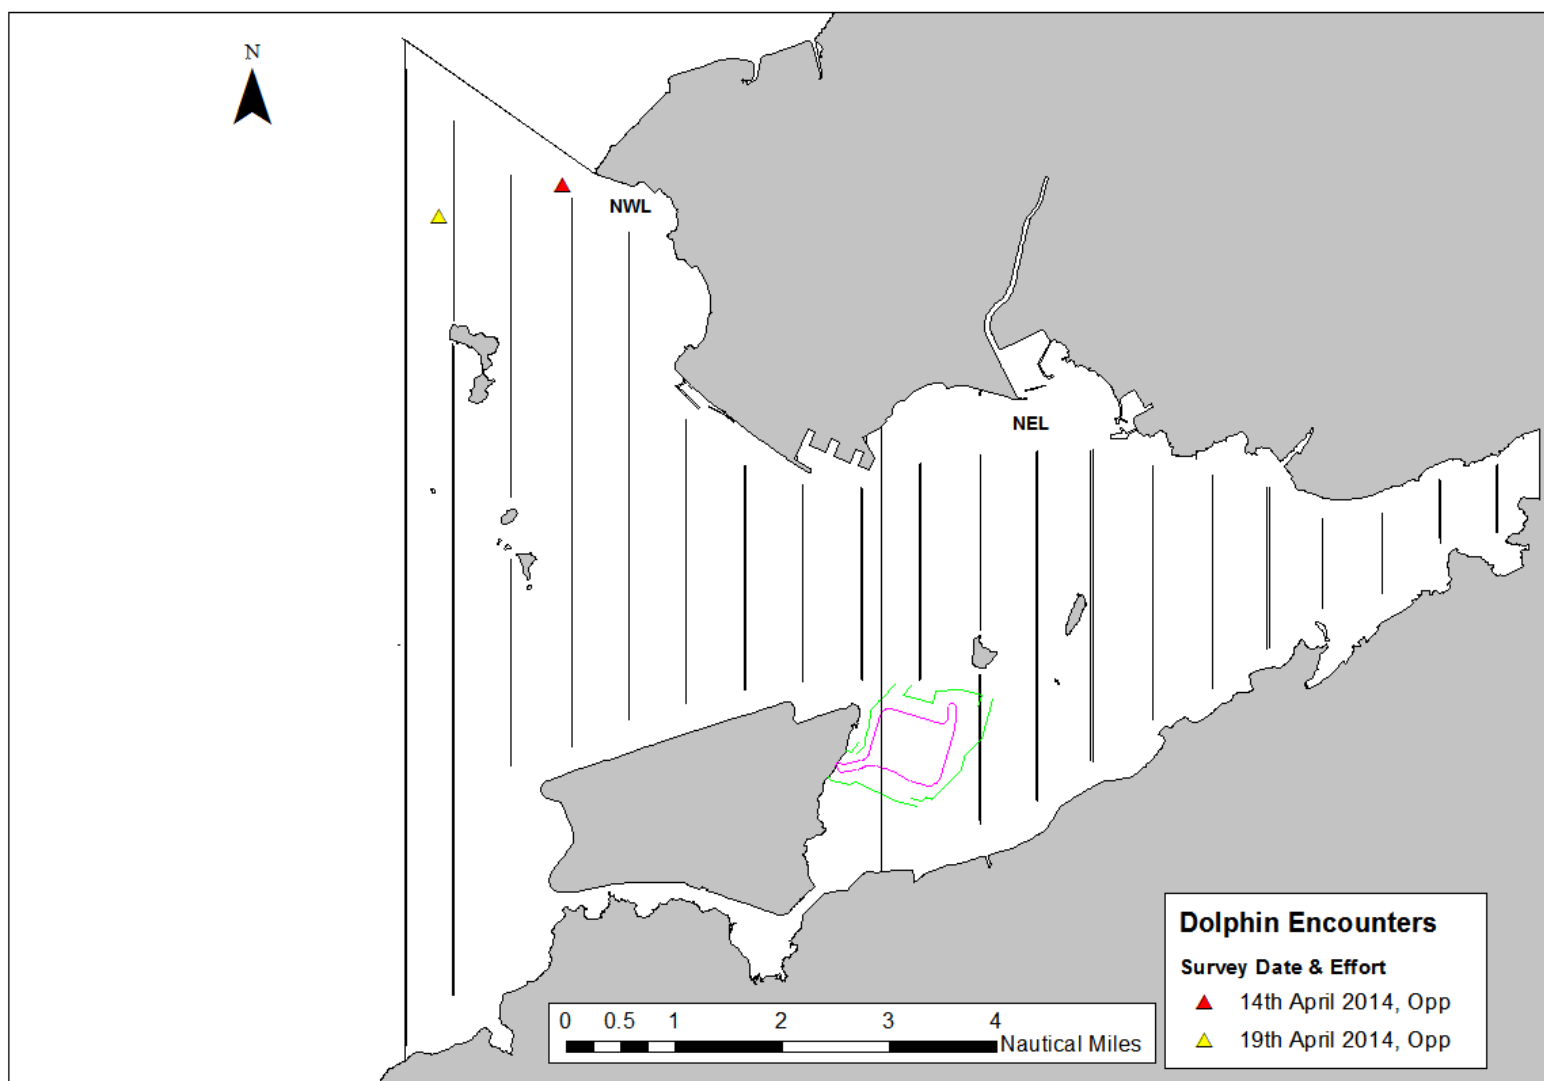 N
NWL
NEL
Dolphin Encounters
Survey Date & Effort
14th April 2014, Opp
19th April 2014, Opp
0 0.5 1 2 3 4
Nautical Miles